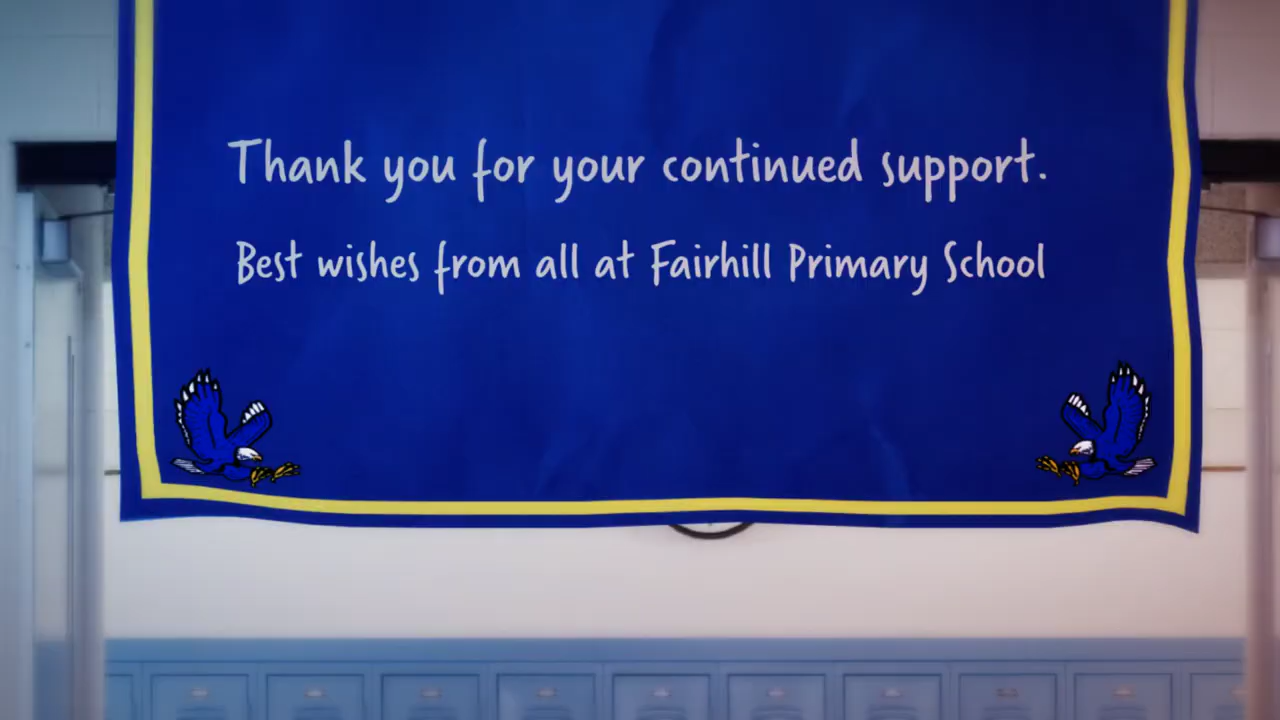 Thank you for your continued support.
Best wishes from all at Fairhill Primary School